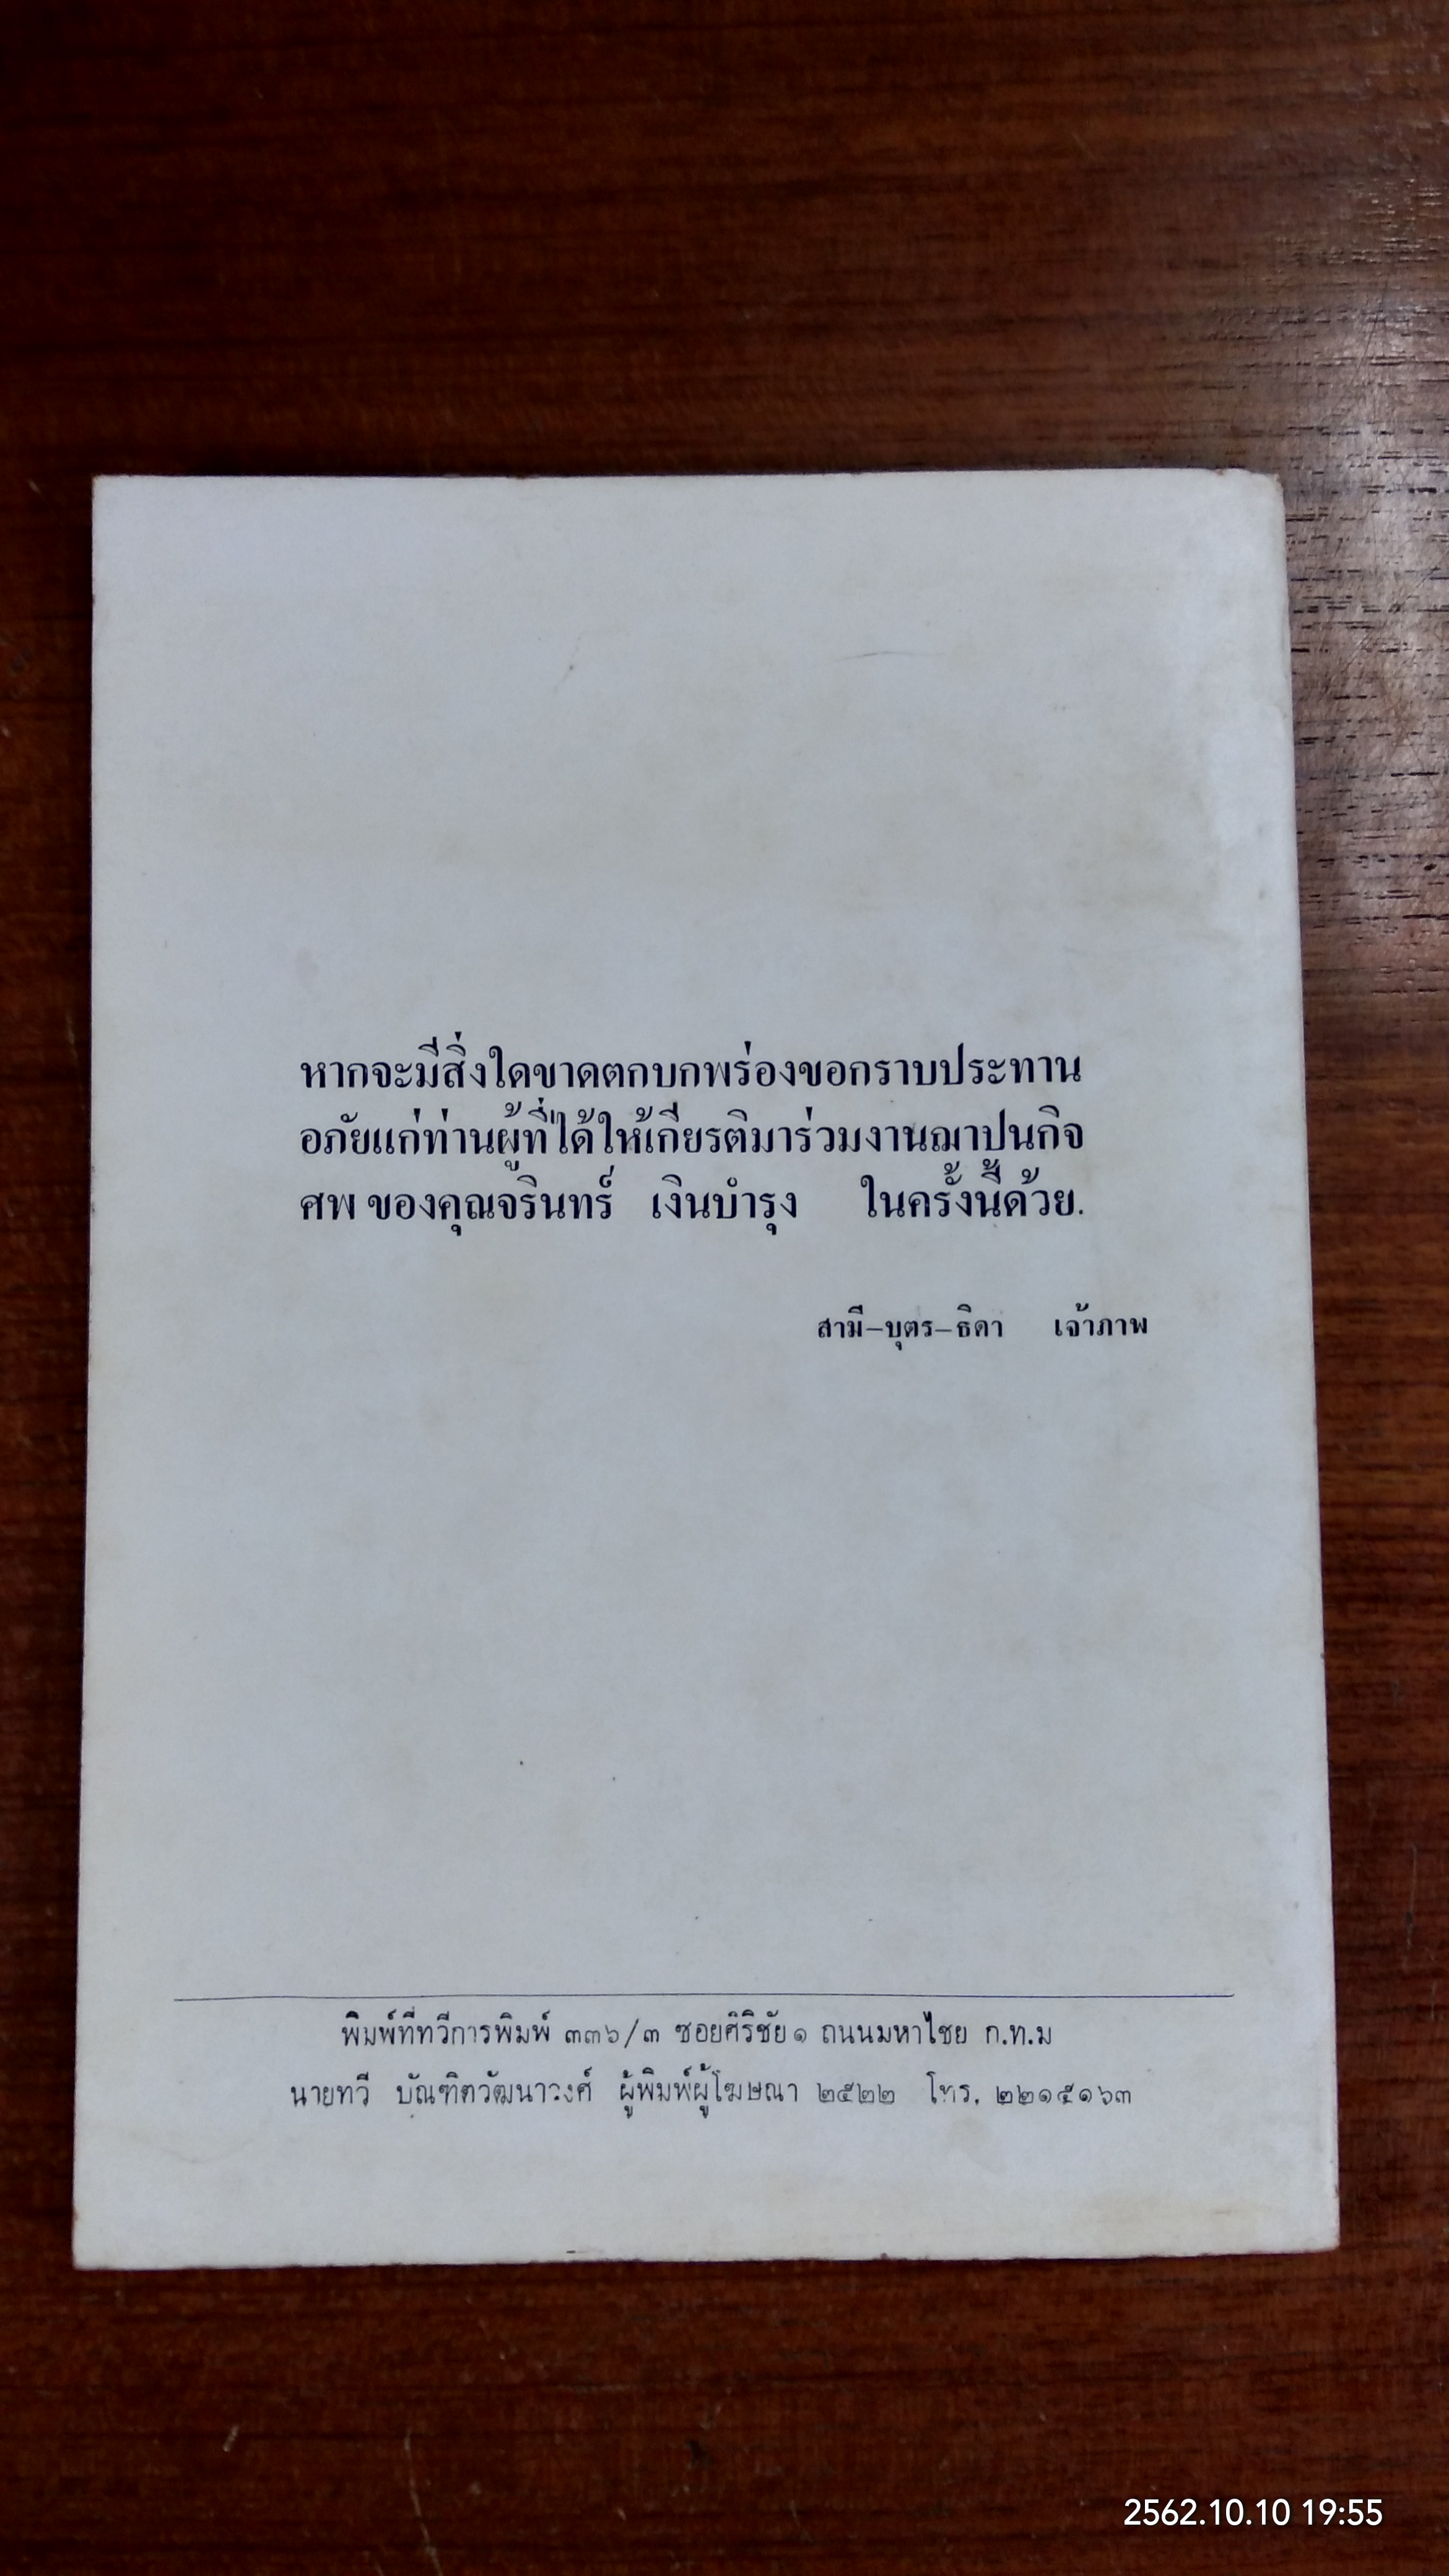 หากจะมีสิ่งใดขาดตกบกพร่องขอกราบประทาน
อภัยแก่ท่านผู้ที่ได้ให้เกียรติมาร่วมงานฌาปนกิจ
ศพ ของคุณจรินทร์ เงินบำรุง ในครั้งนี้ด้วย.
สามี-บุตร-ธิดา เจ้าภาพ
พิมพ์ที่ทวีการพิมพ์ ๓๓๖/๓ ซอยศิริชัย๑ ถนนมหาไชย ก.ท.ม
นายทวี บัณฑิตวัฒนาวงศ์ ผู้พิมพ์ผู้โฆษณา ๒๕๒๒ โทร. ๒๒๑๕๑๖๓
2562.10.10 19:55